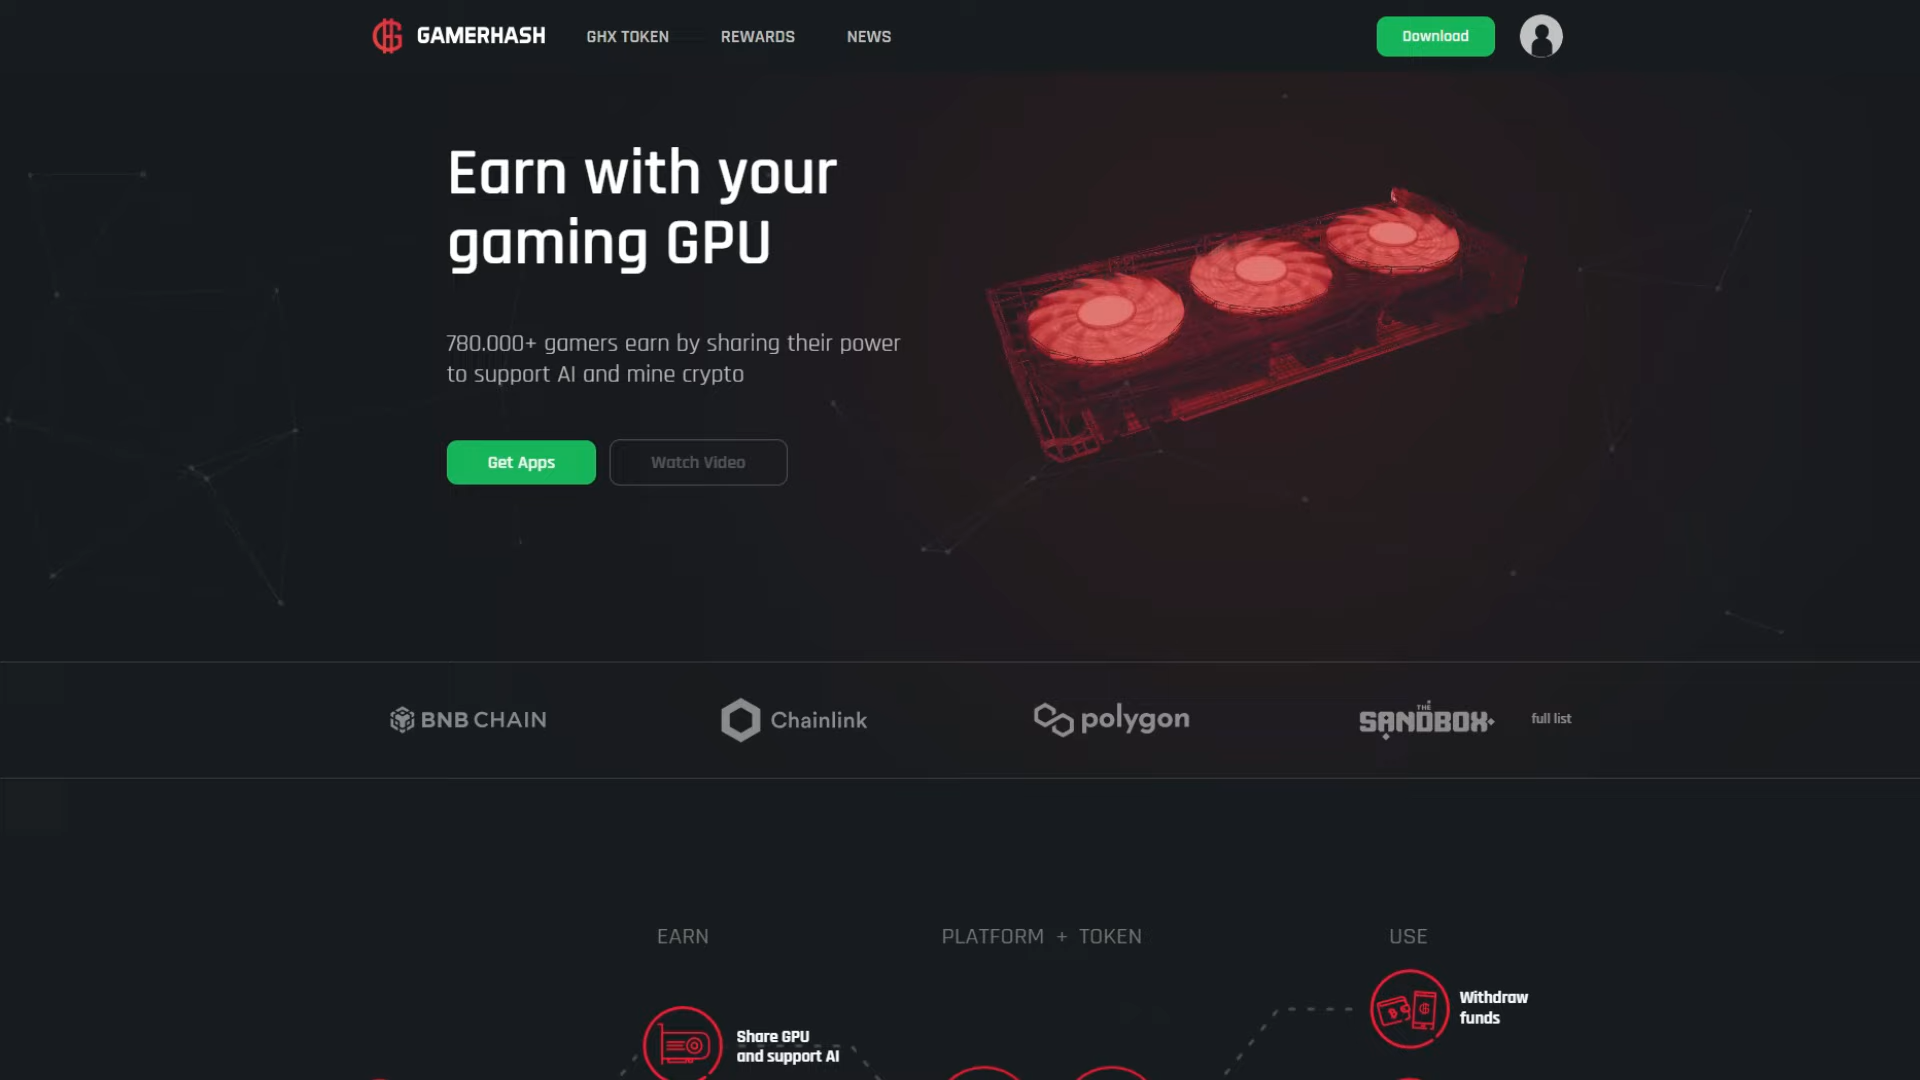 GAMERHASH
GHX TOKEN
REWARDS
NEWS
Download
Earn with your
gaming GPU
780.000+ gamers earn by sharing their power
to support AI and mine crypto
Get Apps
Watch Video
BNB CHAIN
Chainlink
polygon
THE
SANDBOX
full list
EARN
PLATFORM + TOKEN
USE
Withdraw
funds
Share GPU
and support AI